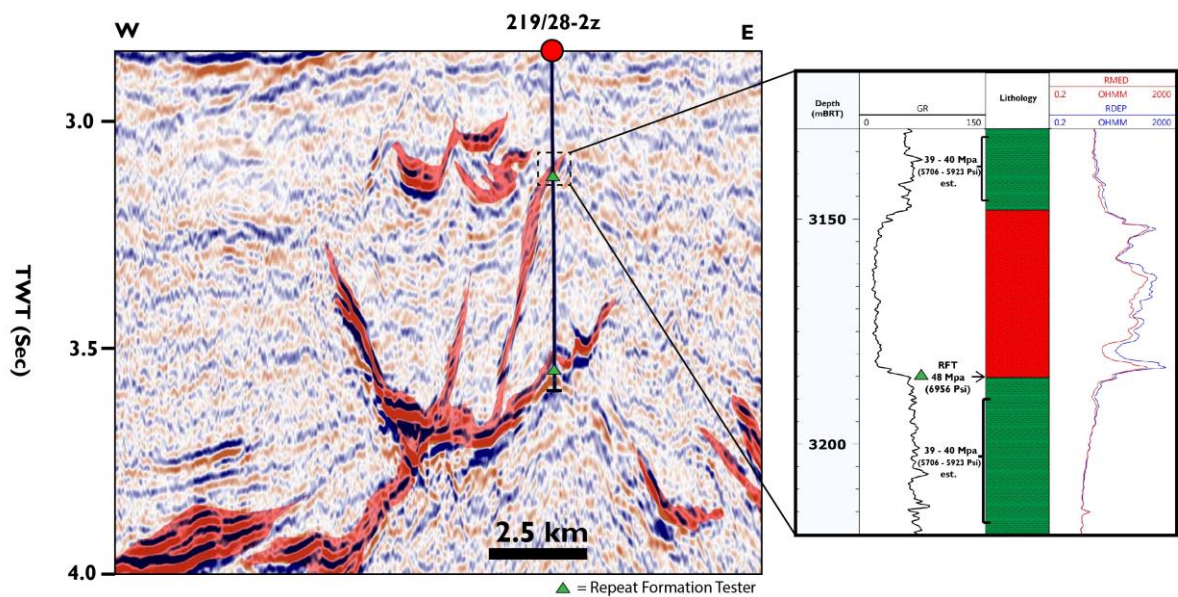 W
219/28-2z
E
3.0
3.5
4.0
TWT (Sec)
2.5 km
▲ = Repeat Formation Tester
Depth
(mBRT)
GR
0 150
Lithology
RMED
0.2 OHMM 2000
RDEP
0.2 OHMM 2000
39 - 40 Mpa
(5706 - 5923 Psi)
est.
3150
RFT
48 Mpa
(6956 Psi)
3200
39 - 40 Mpa
(5706 - 5923 Psi)
est.